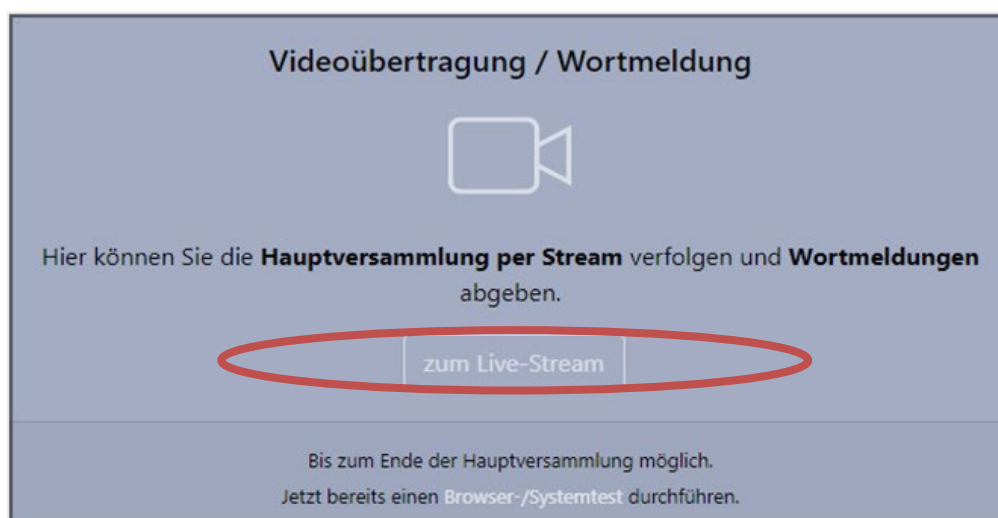 Videoübertragung / Wortmeldung
Hier können Sie die Hauptversammlung per Stream verfolgen und Wortmeldungen
abgeben.
zum Live-Stream
Bis zum Ende der Hauptversammlung möglich.
Jetzt bereits einen Browser-/Systemtest durchführen.